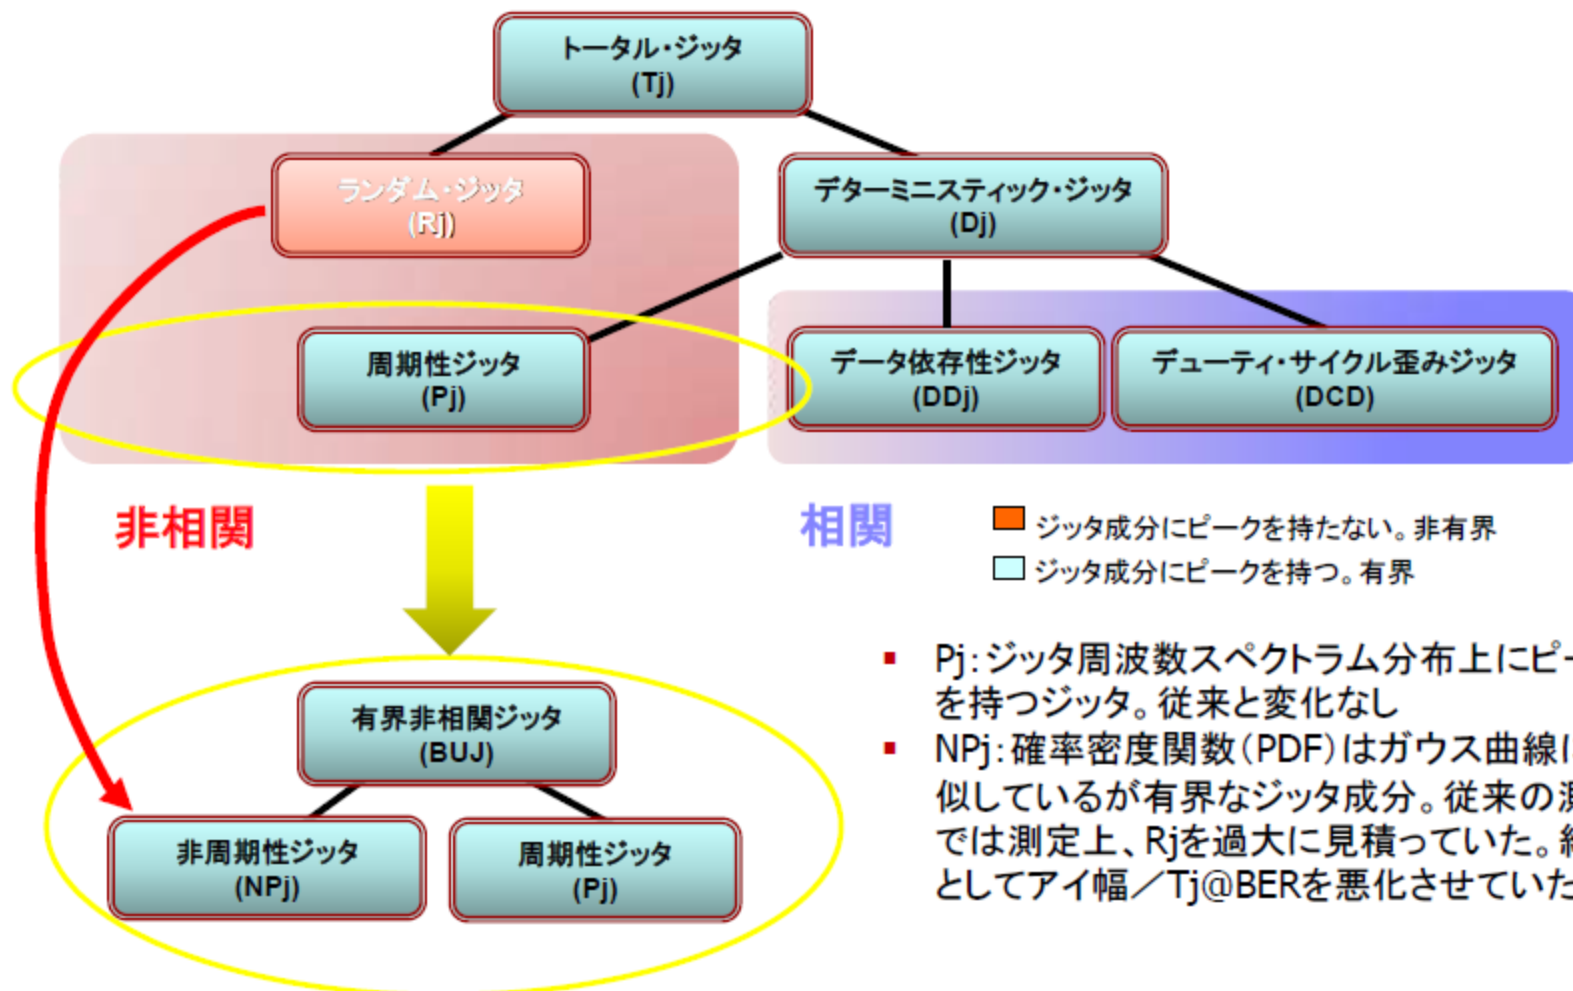 トータル・ジッタ
(Tj)
ランダム・ジッタ
(Rj)
デターミニスティック・ジッタ
(Dj)
周期性ジッタ
(Pj)
データ依存性ジッタ
(DDj)
デューティ・サイクル歪みジッタ
(DCD)
非相関
相関
ジッタ成分にピークを持たない。非有界
ジッタ成分にピークを持つ。有界
有界非相関ジッタ
(BUJ)
非周期性ジッタ
(NPj)
周期性ジッタ
(Pj)
▪ Pj：ジッタ周波数スペクトラム分布上にピー
を持つジッタ。従来と変化なし
▪ NPj：確率密度関数（PDF）はガウス曲線
似しているが有界なジッタ成分。従来の
では測定上、Rjを過大に見積っていた。
としてアイ幅／Tj@BERを悪化させていた